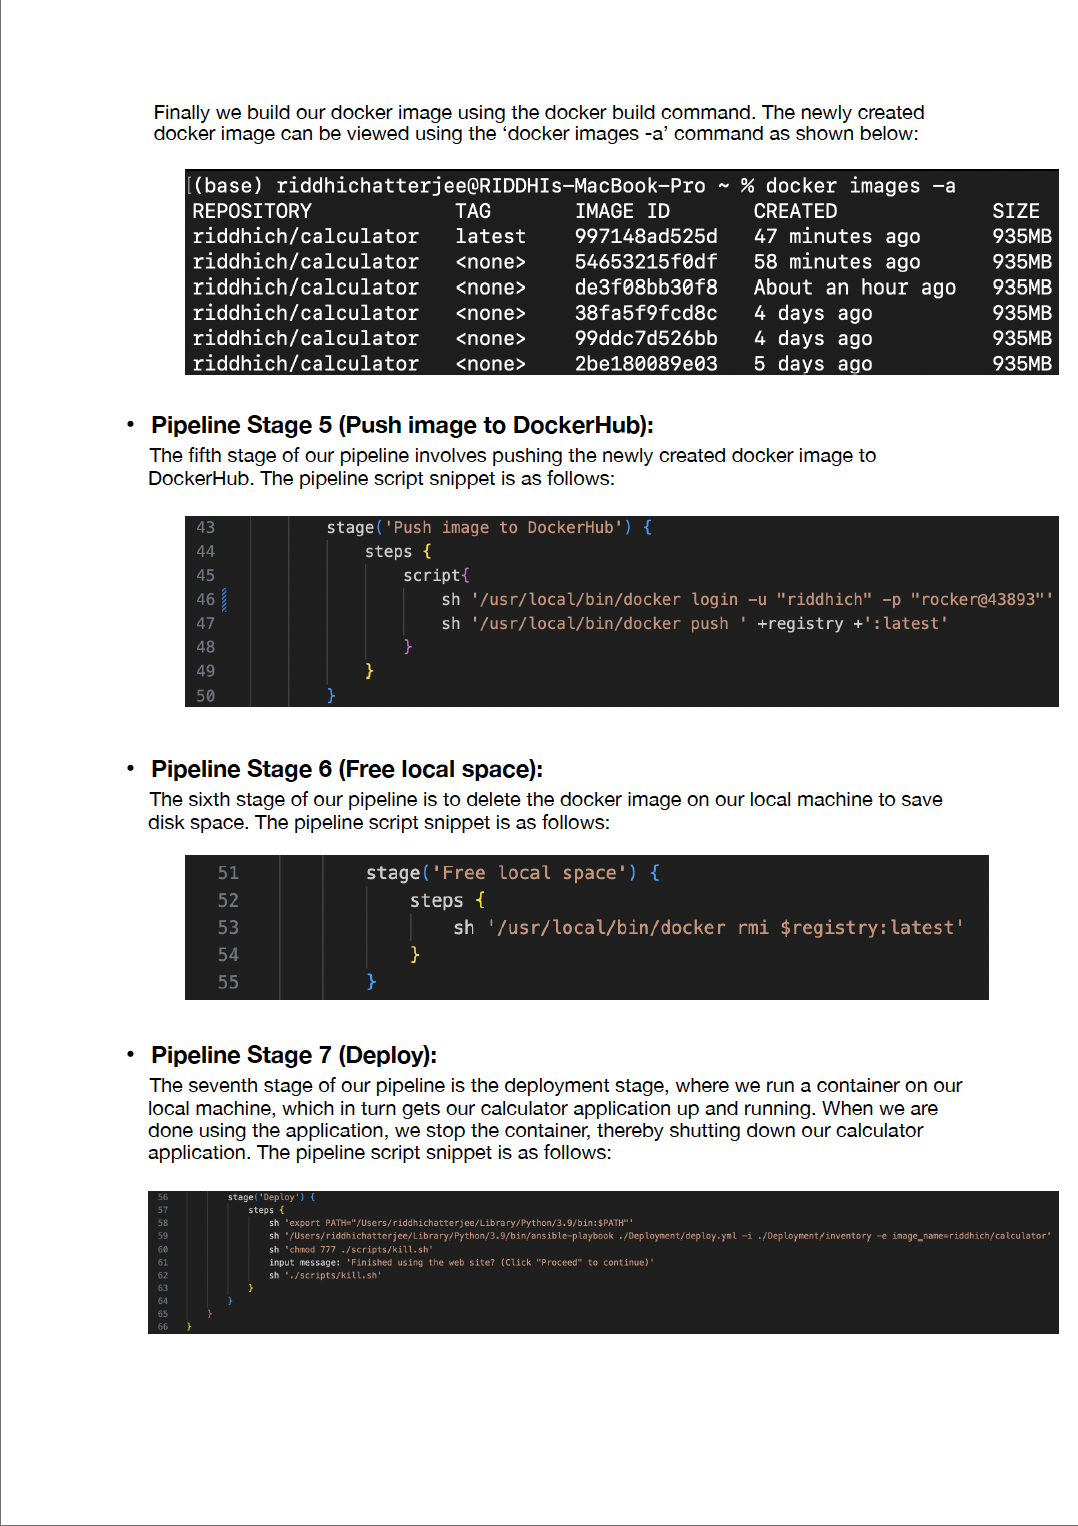 Finally we build our docker image using the docker build command. The newly created
docker image can be viewed using the ‘docker images -a’ command as shown below:
[(base) riddhichatterjee@RIDDHIs-MacBook-Pro ~ % docker images -a
REPOSITORY TAG IMAGE ID CREATED SIZE
riddhich/calculator latest 997148ad525d 47 minutes ago 935MB
riddhich/calculator <none> 54653215f0df 58 minutes ago 935MB
riddhich/calculator <none> de3f08bb30f8 About an hour ago 935MB
riddhich/calculator <none> 38fa5f9fcd8c 4 days ago 935MB
riddhich/calculator <none> 99ddc7d526bb 4 days ago 935MB
riddhich/calculator <none> 2be180089e03 5 days ago 935MB
• Pipeline Stage 5 (Push image to DockerHub):
The fifth stage of our pipeline involves pushing the newly created docker image to
DockerHub. The pipeline script snippet is as follows:
43 stage('Push image to DockerHub') {
44 steps {
45 script{
46 sh '/usr/local/bin/docker login -u "riddhich" -p "rocker@43893"'
47 sh '/usr/local/bin/docker push ' +registry +':latest'
48 }
49 }
50 }
• Pipeline Stage 6 (Free local space):
The sixth stage of our pipeline is to delete the docker image on our local machine to save
disk space. The pipeline script snippet is as follows:
51 stage('Free local space') {
52 steps {
53 sh '/usr/local/bin/docker rmi $registry:latest'
54 }
55 }
• Pipeline Stage 7 (Deploy):
The seventh stage of our pipeline is the deployment stage, where we run a container on our
local machine, which in turn gets our calculator application up and running. When we are
done using the application, we stop the container, thereby shutting down our calculator
application. The pipeline script snippet is as follows:
56 stage('Deploy') {
57 steps {
58 sh 'export PATH="/Users/riddhichatterjee/Library/Python/3.9/bin:$PATH"'
59 sh '/Users/riddhichatterjee/Library/Python/3.9/bin/ansible-playbook ./Deployment/deploy.yml -i ./Deployment/inventory -e image_name=riddhich/calculator'
60 sh 'chmod 777 ./scripts/kill.sh'
61 input message: 'Finished using the web site? (Click "Proceed" to continue)'
62 sh './scripts/kill.sh'
63 }
64 }
65 }
66 }